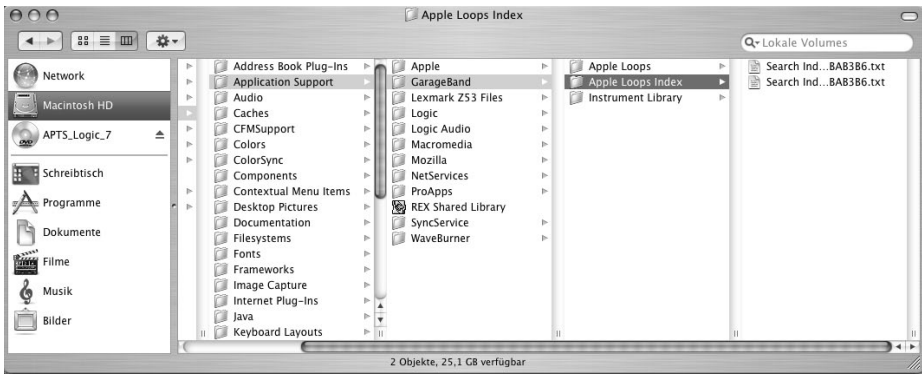 Apple Loops Index
Lokale Volumes
Network
Macintosh HD
APTS_Logic_7
Schreibtisch
Programme
Dokumente
Filme
Musik
Bilder
Address Book Plug-Ins
Application Support
Audio
Caches
CFMSupport
Colors
ColorSync
Components
Contextual Menu Items
Desktop Pictures
Documentation
Filesystems
Fonts
Frameworks
Image Capture
Internet Plug-Ins
Java
Keyboard Layouts
Apple
GarageBand
Lexmark Z53 Files
Logic
Logic Audio
Macromedia
Mozilla
NetServices
ProApps
REX Shared Library
SyncService
WaveBurner
Apple Loops
Apple Loops Index
Instrument Library
Search Ind...BAB3B6.txt
Search Ind...BAB3B6.txt
2 Objekte, 25,1 GB verfügbar